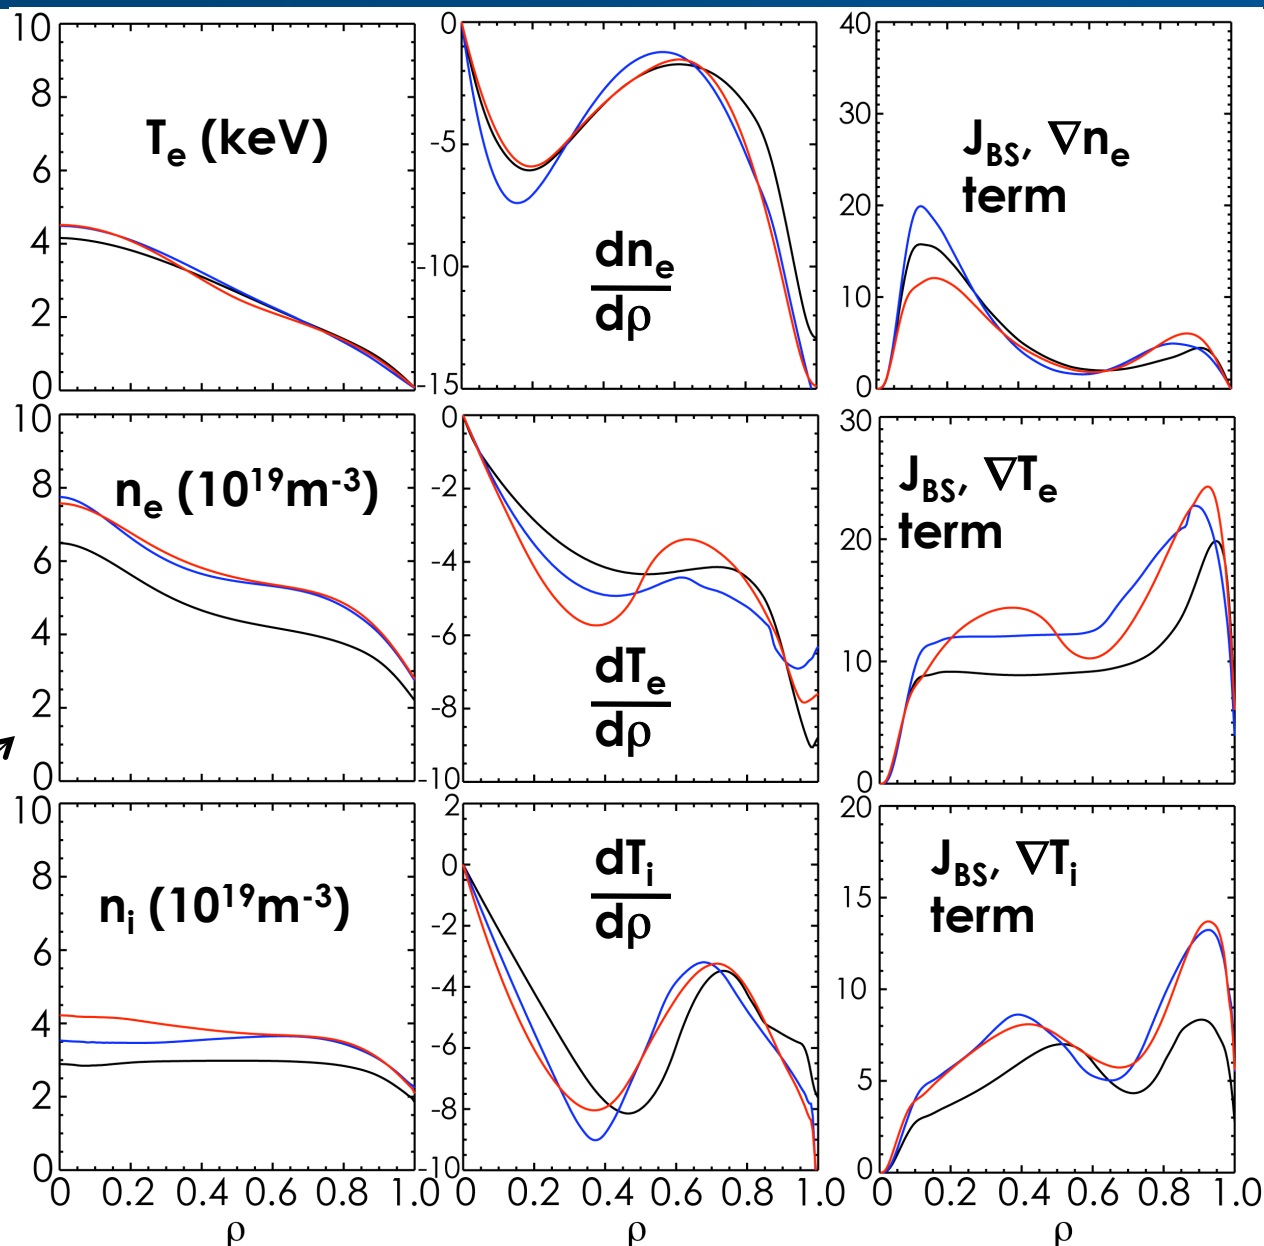 10
8
6
4
2
0
T_e (keV)
0
-5
-10
-15
dn_e
dρ
40
30
20
10
0
J_BS, ∇n_e
term
10
8
6
4
2
0
n_e (10^19m^-3)
0
-2
-4
-6
-8
-10
dT_e
dρ
30
20
10
0
J_BS, ∇T_e
term
10
8
6
4
2
0
n_i (10^19m^-3)
0 0.2 0.4 0.6 0.8 1.0
ρ
2
0
-2
-4
-6
-8
-10
dT_i
dρ
0 0.2 0.4 0.6 0.8 1.0
ρ
20
15
10
5
0
J_BS, ∇T_i
term
0 0.2 0.4 0.6 0.8 1.0
ρ